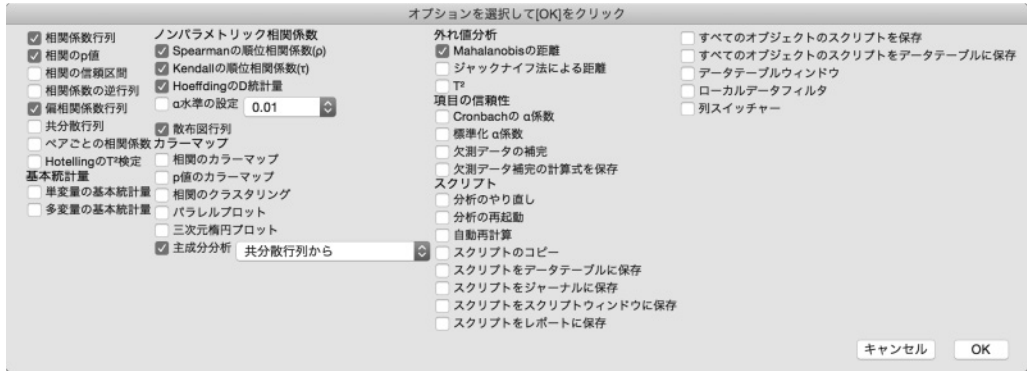 オプションを選択して[OK]をクリック
相関係数行列
相関のp値
相関の信頼区間
相関係数の逆行列
偏相関係数行列
共分散行列
ペアごとの相関係数
HotellingのT²検定
基本統計量
単変量の基本統計量
多変量の基本統計量
ノンパラメトリック相関係数
Spearmanの順位相関係数(ρ)
Kendallの順位相関係数(τ)
HoeffdingのD統計量
α水準の設定 0.01
散布図行列
カラーマップ
相関のカラーマップ
p値のカラーマップ
相関のクラスタリング
パラレルプロット
三次元楕円プロット
主成分分析 共分散行列から
外れ値分析
Mahalanobisの距離
ジャックナイフ法による距離
T²
項目の信頼性
Cronbachの α係数
標準化 α係数
欠測データの補完
欠測データ補完の計算式を保存
スクリプト
分析のやり直し
分析の再起動
自動再計算
スクリプトのコピー
スクリプトをデータテーブルに保存
スクリプトをジャーナルに保存
スクリプトをスクリプトウィンドウに保存
スクリプトをレポートに保存
すべてのオブジェクトのスクリプトを保存
すべてのオブジェクトのスクリプトをデータテーブルに保存
データテーブルウィンドウ
ローカルデータフィルタ
列スイッチャー
キャンセル
OK